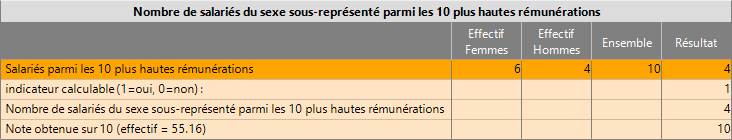 Nombre de salariés du sexe sous-représenté parmi les 10 plus hautes rémunérations
Effectif Femmes Effectif Hommes Ensemble Résultat
Salariés parmi les 10 plus hautes rémunérations 6 4 10 4
indicateur calculable (1=oui, 0=non) : 1
Nombre de salariés du sexe sous-représenté parmi les 10 plus hautes rémunérations 4
Note obtenue sur 10 (effectif = 55.16) 10